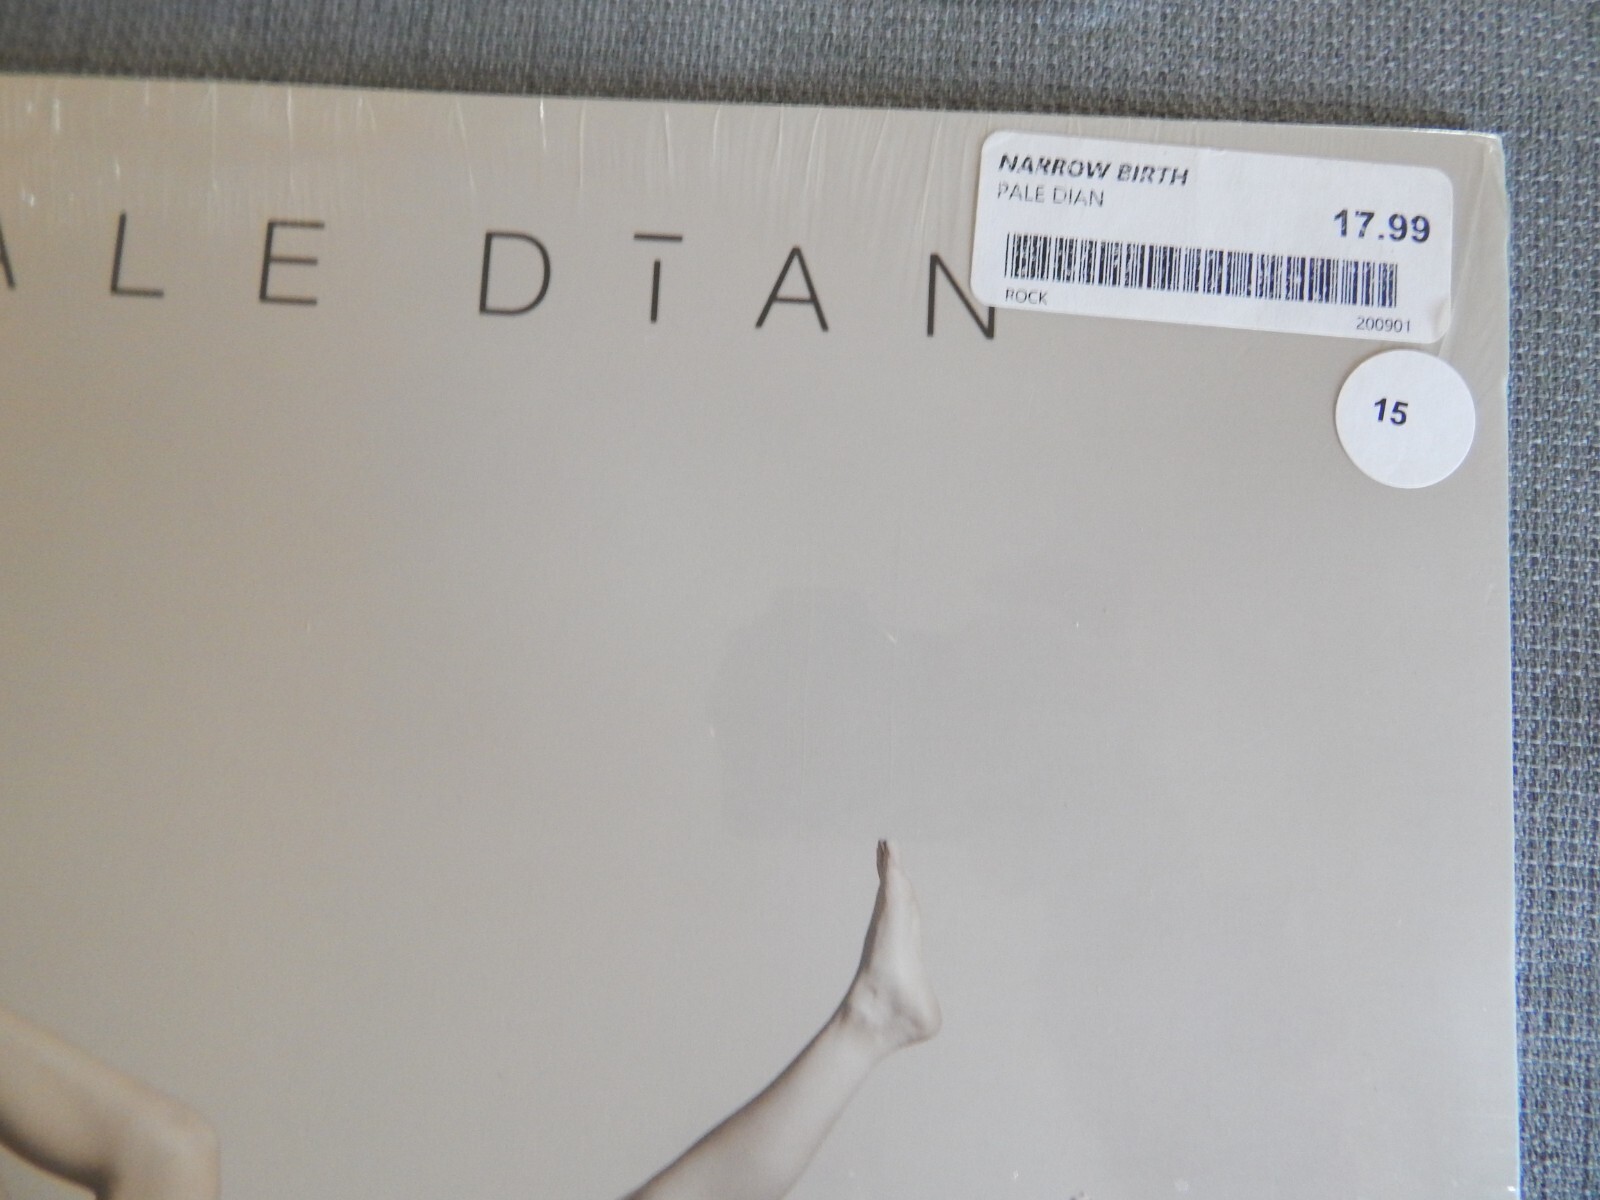 ALE DĪAN
NARROW BIRTH
PALE DIAN
17.99
ROCK
200901
15